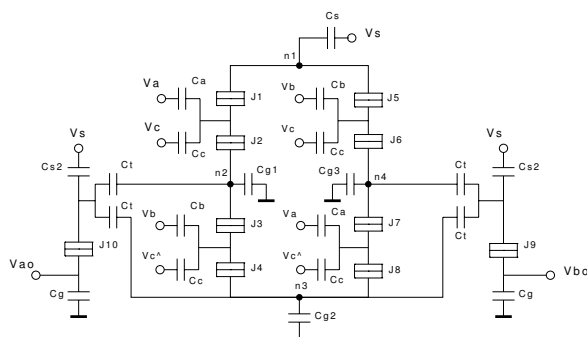 Cs
Vs
n1
Va
Ca
J1
Vb
Cb
J5
Vc
Cc
J2
Vc
Cc
J6
Vs
Cs2
Ct
n2
Cg1
Cg3
n4
Ct
Vs
Cs2
Ct
Vb
Cb
J3
Va
Ca
J7
Ct
J10
Vc^
Cc
J4
Vc^
Cc
J8
J9
Vao
Cg
n3
Vbo
Cg
Cg2